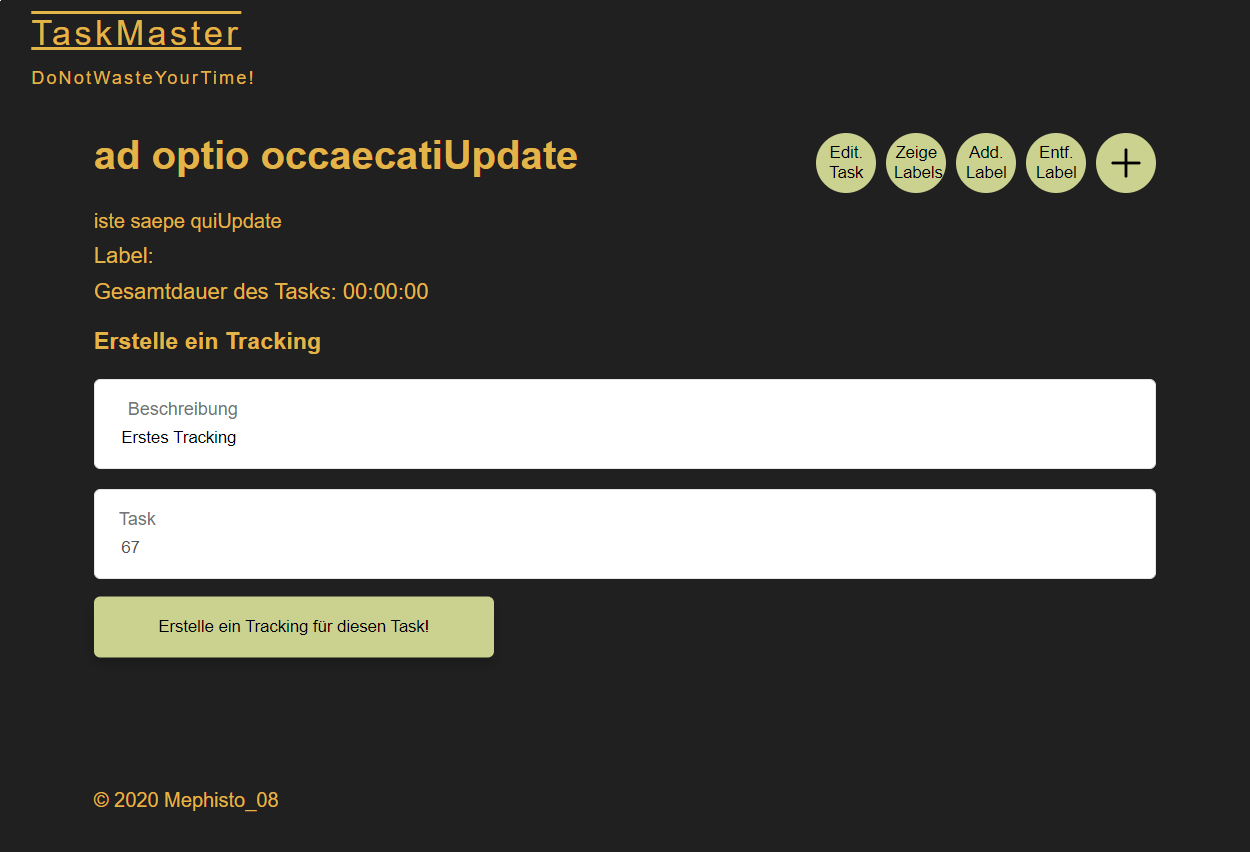 TaskMaster
DoNotWasteYourTime!
ad optio occaecatiUpdate
Edit.
Task
Zeige
Labels
Add.
Label
Entf.
Label
iste saepe quiUpdate
Label:
Gesamtdauer des Tasks: 00:00:00
Erstelle ein Tracking
Beschreibung
Erstes Tracking
Task
67
Erstelle ein Tracking für diesen Task!
© 2020 Mephisto_08